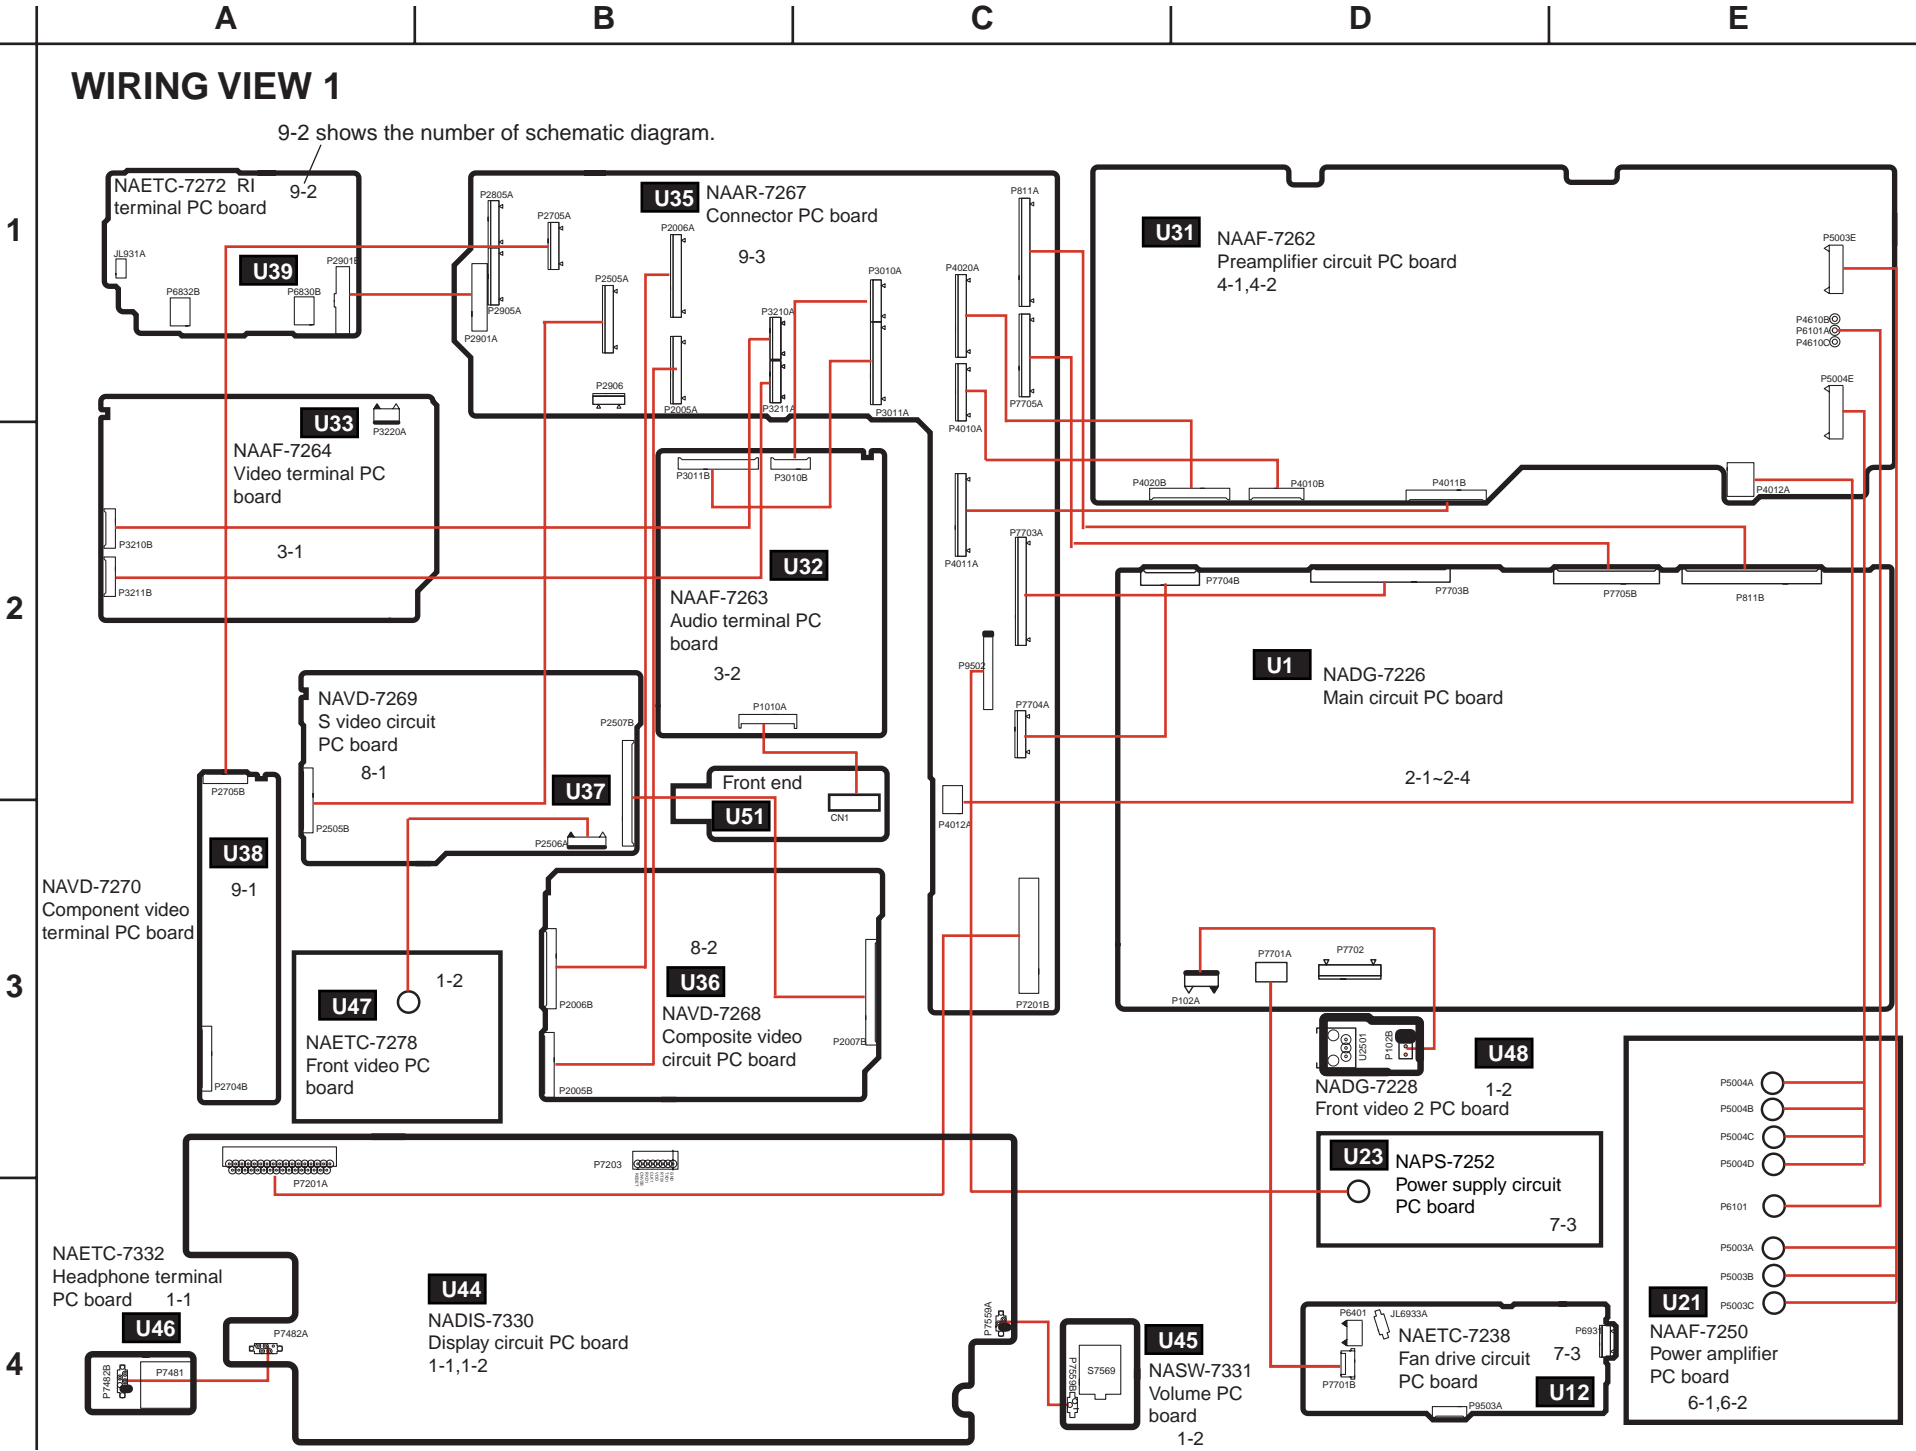 A
B
C
D
E
1
2
3
4
WIRING VIEW 1
9-2 shows the number of schematic diagram.
NAETC-7272 RI
terminal PC board
9-2
JL931A
U39
P2901B
P6832B
P6830B
P2805A
P2705A
U35
NAAR-7267
Connector PC board
9-3
P2006A
P2505A
P2905A
P2901A
P3210A
P3010A
P4020A
P811A
P2906
P2005A
P3211A
P3011A
P4010A
P7705A
U31
NAAF-7262
Preamplifier circuit PC board
4-1,4-2
P5003E
P4610B
P6101A
P4610C
P5004E
P4020B
P4010B
P4011B
P4012A
U33
P3220A
NAAF-7264
Video terminal PC
board
3-1
P3210B
P3211B
P3011B
P3010B
U32
NAAF-7263
Audio terminal PC
board
3-2
P1010A
P4011A
P7703A
P9502
P7704A
P4012A
P7201B
P7704B
P7703B
P7705B
P811B
U1
NADG-7226
Main circuit PC board
2-1~2-4
P102A
P7701A
P7702
NAVD-7269
S video circuit
PC board
8-1
P2507B
U37
P2505B
P2506A
Front end
U51
CN1
P2705B
U38
9-1
NAVD-7270
Component video
terminal PC board
P2704B
U47
1-2
NAETC-7278
Front video PC
board
8-2
U36
NAVD-7268
Composite video
circuit PC board
P2006B
P2005B
P2007B
U2501
P102B
U48
NADG-7228
1-2
Front video 2 PC board
U23
NAPS-7252
Power supply circuit
PC board
7-3
P5004A
P5004B
P5004C
P5004D
P6101
P5003A
P5003B
P5003C
U21
NAAF-7250
Power amplifier
PC board
6-1,6-2
P7201A
P7203
NAETC-7332
Headphone terminal
PC board 1-1
U46
P7482A
P7482B
P7481
U44
NADIS-7330
Display circuit PC board
1-1,1-2
P7559A
U45
NASW-7331
Volume PC
board
1-2
P7559B
S7569
P6401
JL6933A
NAETC-7238
Fan drive circuit
PC board
7-3
P7701B
U12
P9503A